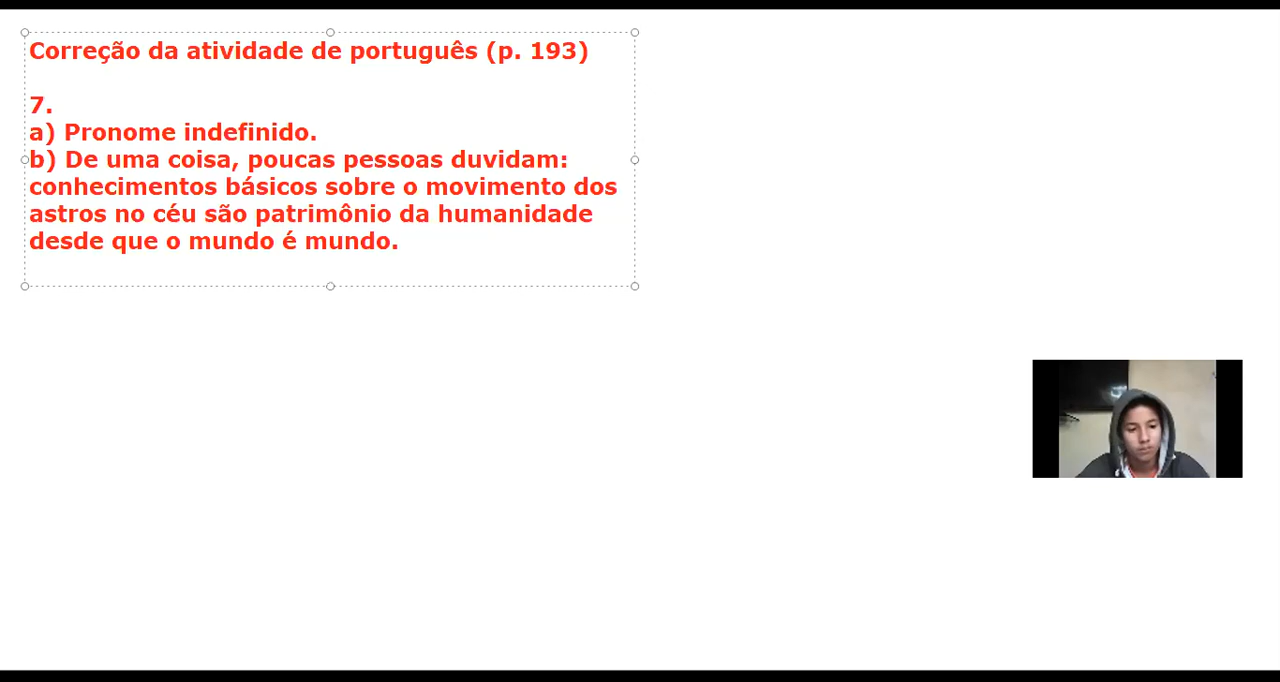 Correção da atividade de português (p. 193)
7.
a) Pronome indefinido.
b) De uma coisa, poucas pessoas duvidam:
conhecimentos básicos sobre o movimento dos
astros no céu são patrimônio da humanidade
desde que o mundo é mundo.